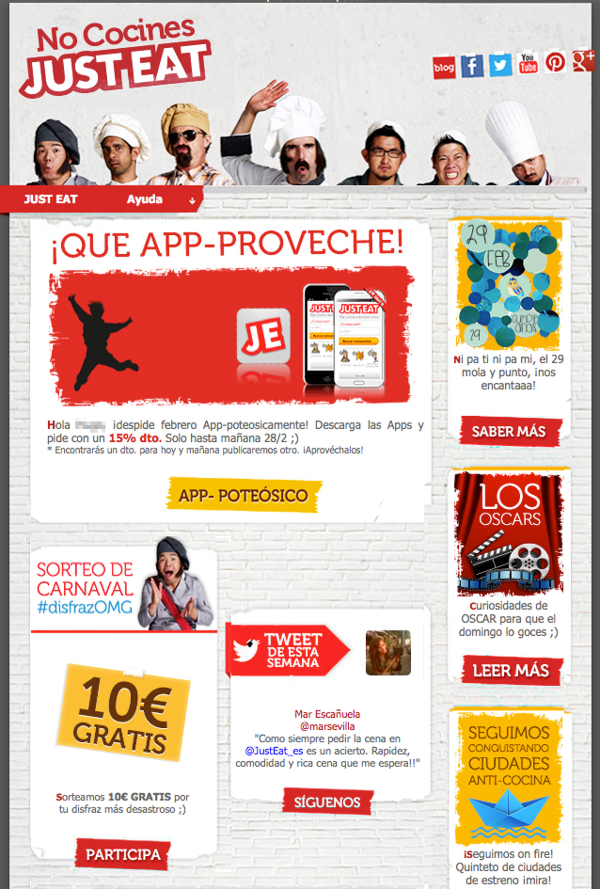 No Cocines
JUST EAT
blog
You
Tube
JUST EAT
Ayuda
¡QUE APP-PROVECHE!
JE
JUST EAT
JUST EAT
Hola ¡despide febrero App-poteosicamente! Descarga las Apps y
pide con un 15% dto. Solo hasta mañana 28/2 ;)
* Encontrarás un dto. para hoy y mañana publicaremos otro. ¡Aprovéchalos!
APP- POTEÓSICO
29
FEB
29
Ni pa ti ni pa mi, el 29
mola y punto, ¡nos
encantaaa!
SABER MÁS
LOS
OSCARS
Curiosidades de
OSCAR para que el
domingo lo goces ;)
LEER MÁS
SORTEO DE
CARNAVAL
#disfrazOMG
10€
GRATIS
Sorteamos 10€ GRATIS por
tu disfraz más desastroso ;)
PARTICIPA
TWEET
DE ESTA
SEMANA
Mar Escañuela
@marsevilla
"Como siempre pedir la cena en
@JustEat_es es un acierto. Rapidez,
comodidad y rica cena que me espera!!"
SÍGUENOS
SEGUIMOS
CONQUISTANDO
CIUDADES
ANTI-COCINA
¡Seguimos on fire!
Quinteto de ciudades
de estreno imira!